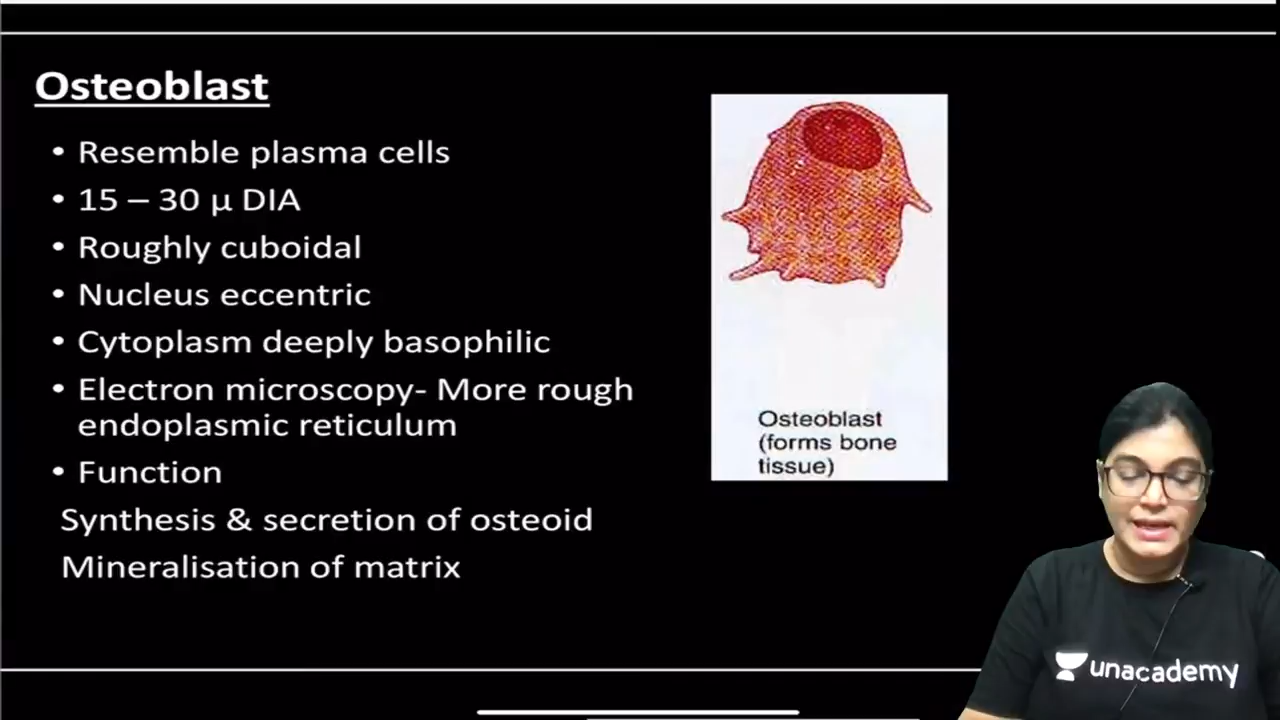 Osteoblast
• Resemble plasma cells
• 15 – 30 μ DIA
• Roughly cuboidal
• Nucleus eccentric
• Cytoplasm deeply basophilic
• Electron microscopy- More rough
endoplasmic reticulum
• Function
Synthesis & secretion of osteoid
Mineralisation of matrix
Osteoblast
(forms bone
tissue)
unacademy